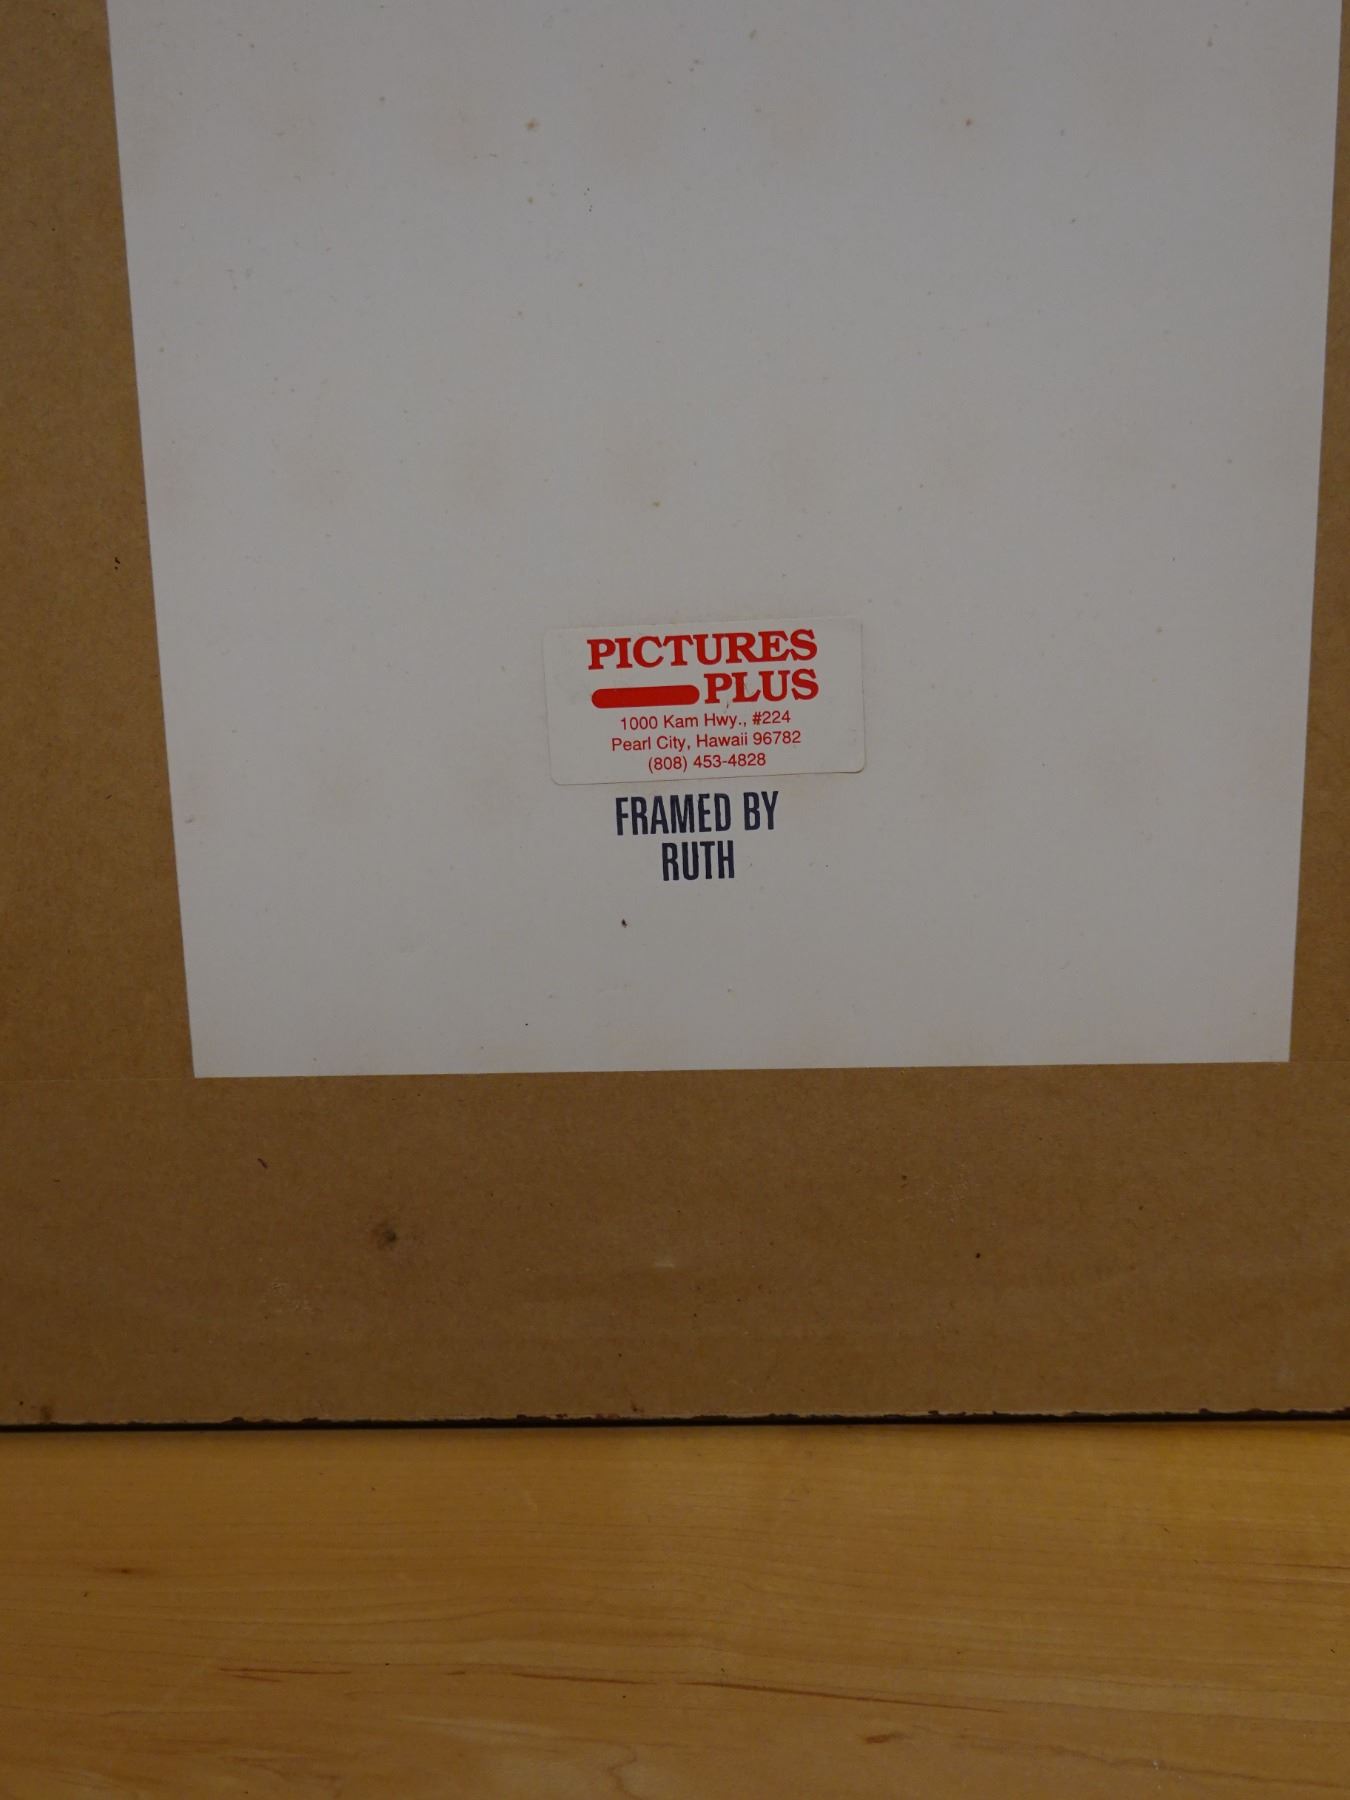 PICTURES
PLUS
1000 Kam Hwy., #224
Pearl City, Hawaii 96782
(808) 453-4828
FRAMED BY
RUTH